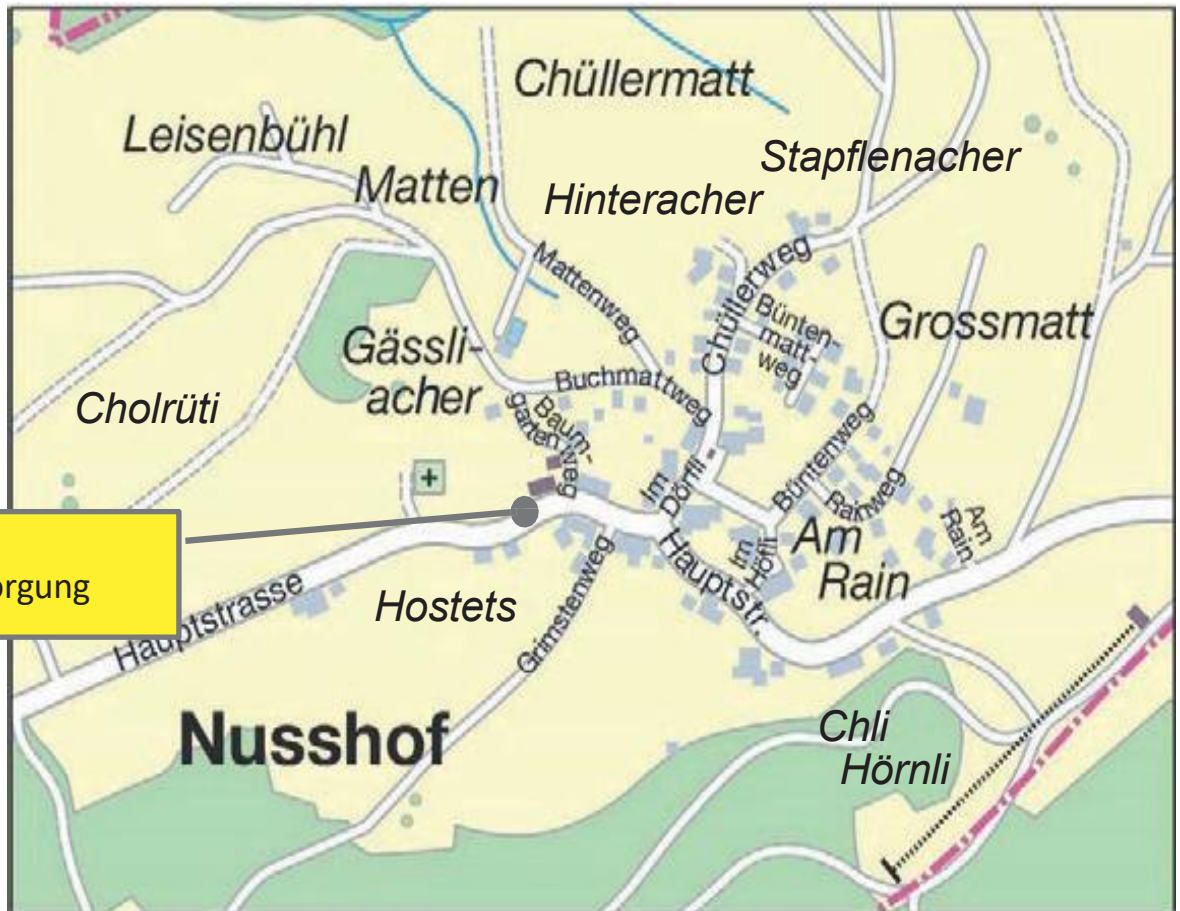 Chüllermatt
Leisenbühl
Stapflenacher
Matten
Hinteracher
Mattenweg
Chüllerweg
Bünten-
matt-
weg
Grossmatt
Gässli-
acher
Buchmattweg
Cholrüti
Baum-
garten
weg
+
Im
Dörfli
Büntenweg
Rainweg
Am
Rain
Am
Rain
Im
Höfli
orgung
Hauptstrasse
Hostets
Hauptstr.
Grimstenweg
Nusshof
Chli
Hörnli